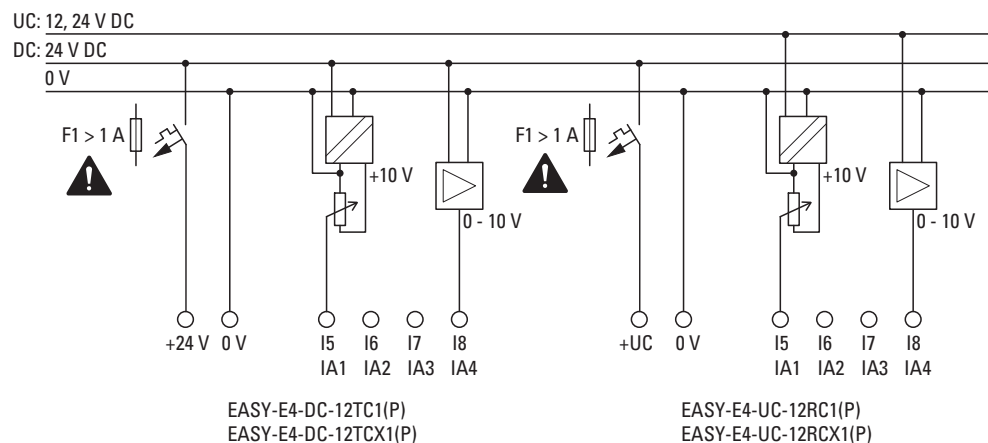 UC: 12, 24 V DC
DC: 24 V DC
0 V
F1 > 1 A
!
+10 V
0 - 10 V
F1 > 1 A
!
+10 V
0 - 10 V
+24 V 0 V I5 I6 I7 I8
IA1 IA2 IA3 IA4
+UC 0 V I5 I6 I7 I8
IA1 IA2 IA3 IA4
EASY-E4-DC-12TC1(P)
EASY-E4-DC-12TCX1(P)
EASY-E4-UC-12RC1(P)
EASY-E4-UC-12RCX1(P)